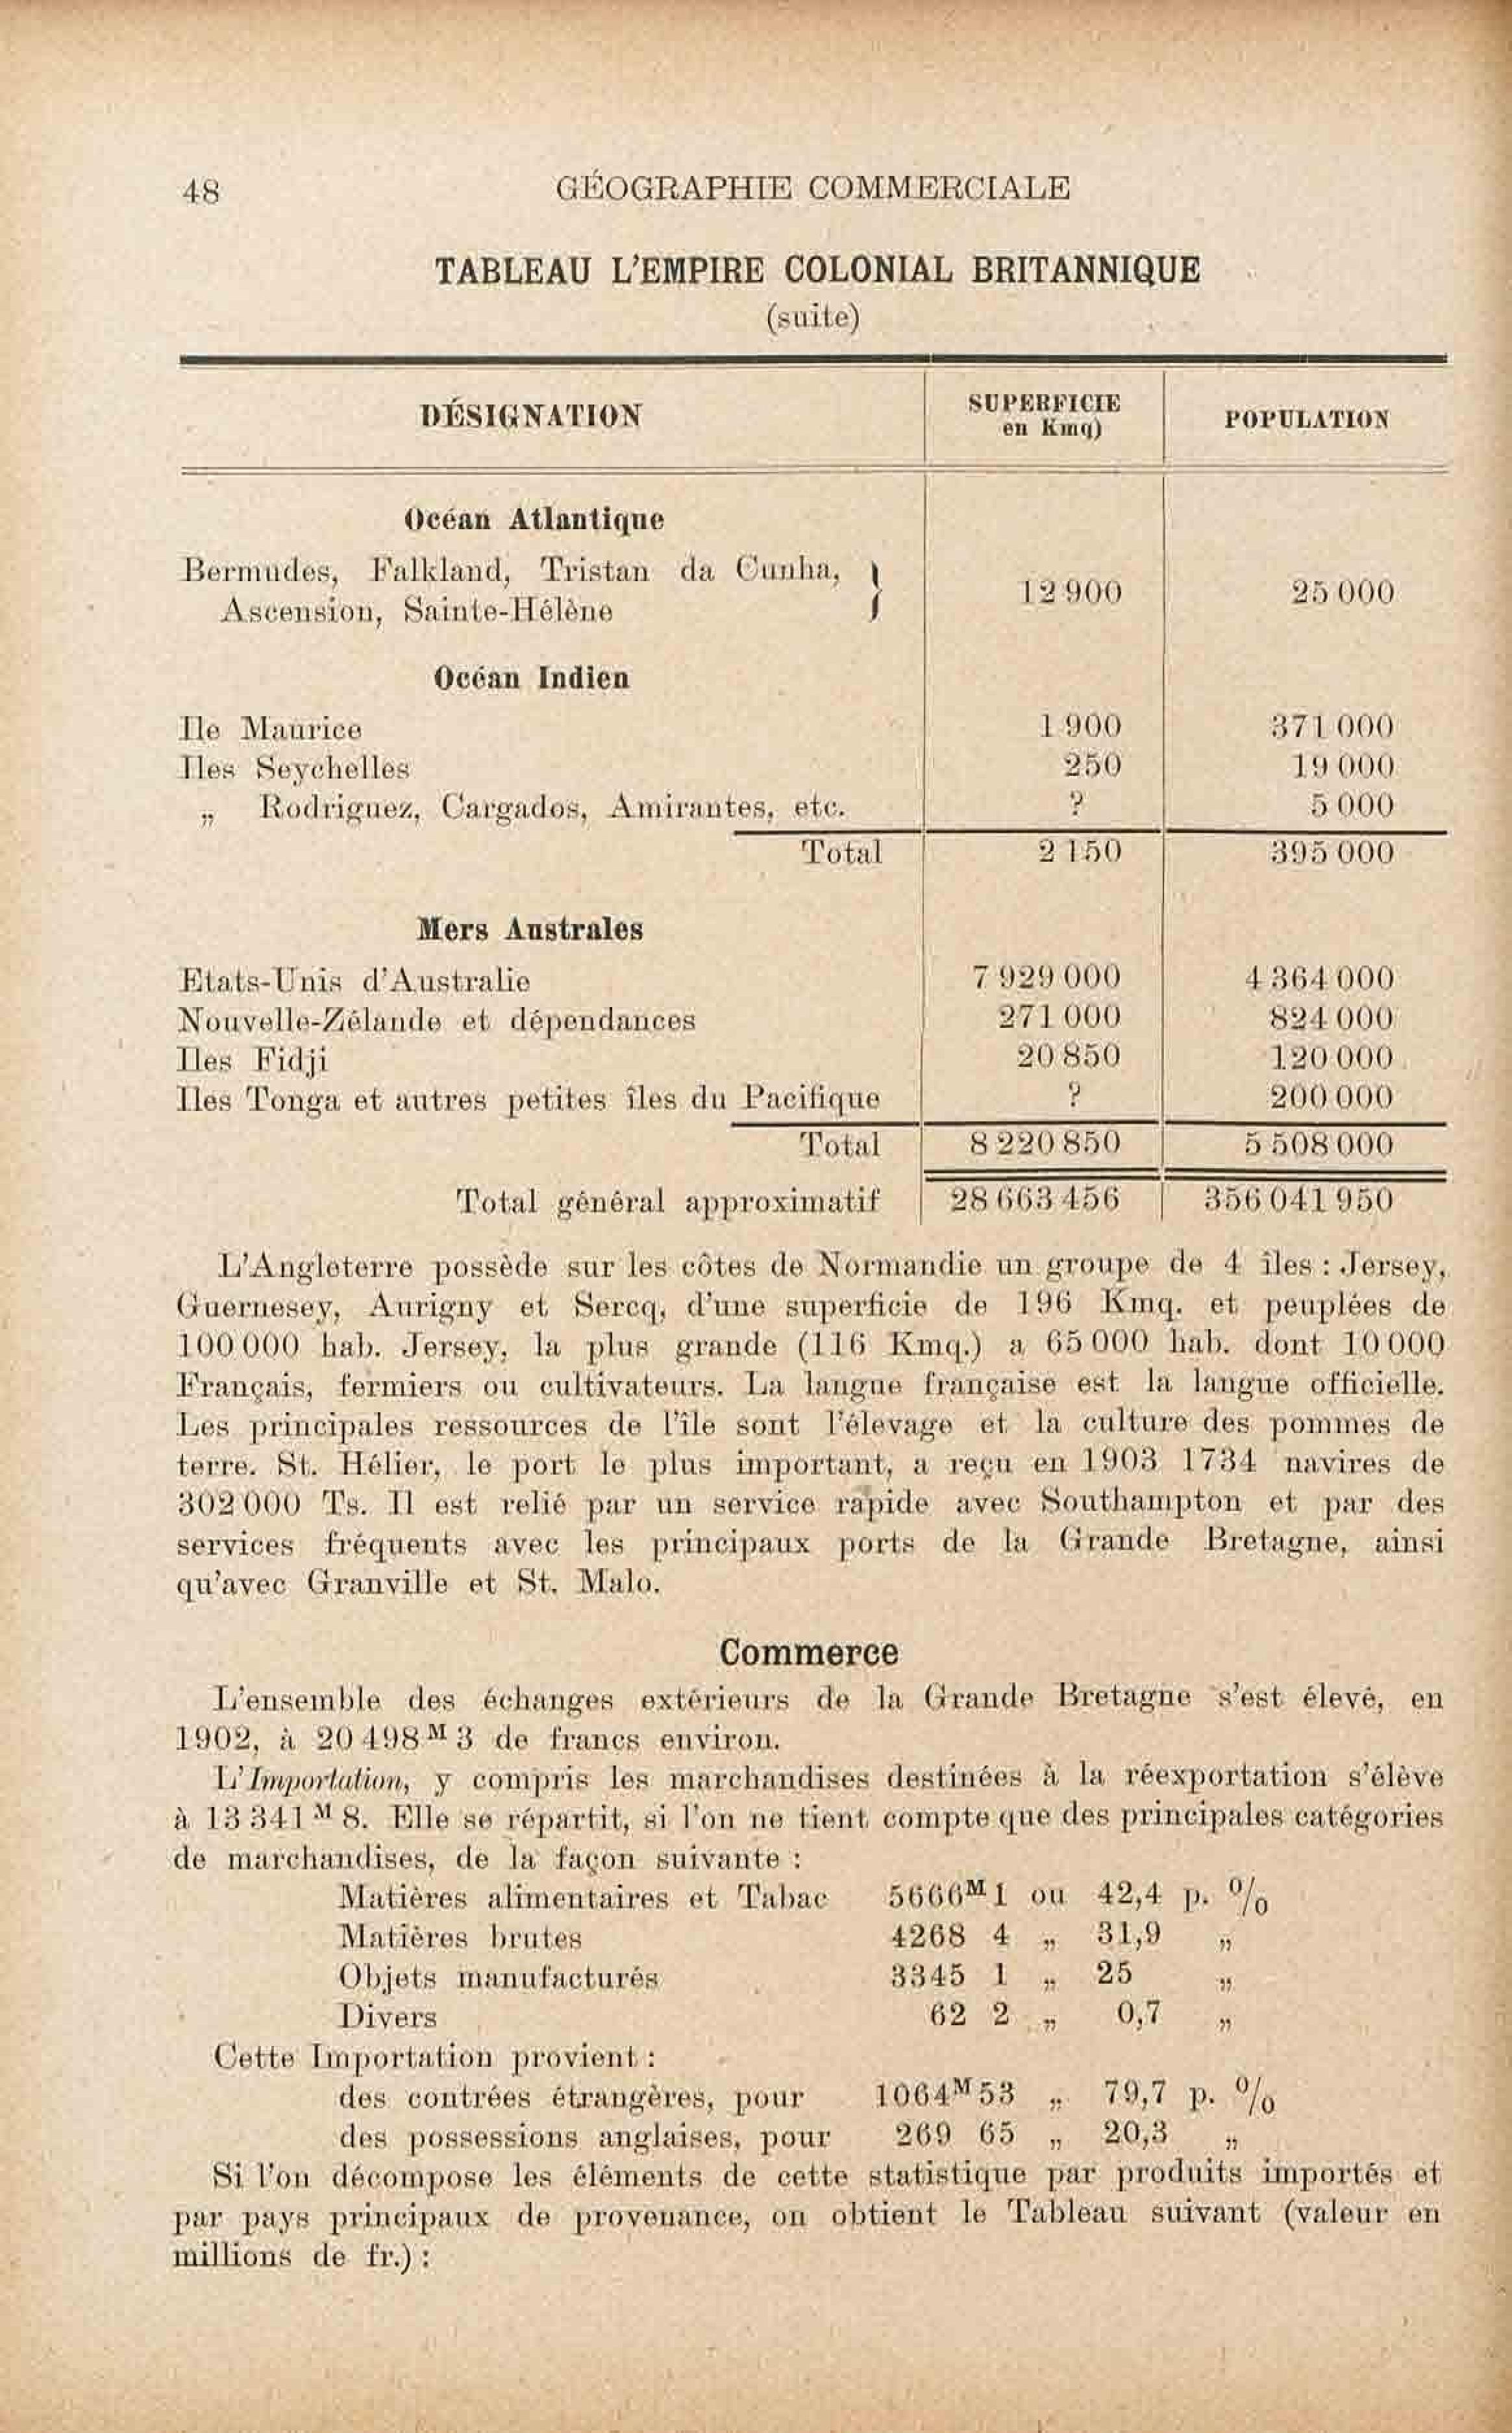 48 GÉOGRAPHIE COMMERCIALE
TABLEAU L'EMPIRE COLONIAL BRITANNIQUE
(suite)
DÉSIGNATION SUPERFICIE en Kmq) POPULATION
Océan Atlantique
Bermudes, Falkland, Tristan da Cunha, }
Ascension, Sainte-Hélène 12 900 25 000
Océan Indien
Ile Maurice 1 900 371 000
Iles Seychelles 250 19 000
„ Rodriguez, Cargados, Amirantes, etc. ? 5 000
Total 2 150 395 000
Mers Australes
Etats-Unis d'Australie 7 929 000 4 364 000
Nouvelle-Zélande et dépendances 271 000 824 000
Iles Fidji 20 850 120 000
Iles Tonga et autres petites îles du Pacifique ? 200 000
Total 8 220 850 5 508 000
Total général approximatif 28 663 456 356 041 950
L'Angleterre possède sur les côtes de Normandie un groupe de 4 îles : Jersey,
Guernesey, Aurigny et Sercq, d'une superficie de 196 Kmq. et peuplées de
100 000 hab. Jersey, la plus grande (116 Kmq.) a 65 000 hab. dont 10 000
Français, fermiers ou cultivateurs. La langue française est la langue officielle.
Les principales ressources de l'île sont l'élevage et la culture des pommes de
terre. St. Hélier, le port le plus important, a reçu en 1903 1734 navires de
302 000 Ts. Il est relié par un service rapide avec Southampton et par des
services fréquents avec les principaux ports de la Grande Bretagne, ainsi
qu'avec Granville et St. Malo.
Commerce
L'ensemble des échanges extérieurs de la Grande Bretagne s'est élevé, en
1902, à 20 498 M 3 de francs environ.
L'Importation, y compris les marchandises destinées à la réexportation s'élève
à 13 341 M 8. Elle se répartit, si l'on ne tient compte que des principales catégories
de marchandises, de la façon suivante :
Matières alimentaires et Tabac 5666M 1 ou 42,4 p. %
Matières brutes 4268 4 „ 31,9 „
Objets manufacturés 3345 1 „ 25 „
Divers 62 2 „ 0,7 „
Cette Importation provient :
des contrées étrangères, pour 1064M 53 „ 79,7 p. %
des possessions anglaises, pour 269 65 „ 20,3 „
Si l'on décompose les éléments de cette statistique par produits importés et
par pays principaux de provenance, on obtient le Tableau suivant (valeur en
millions de fr.) :